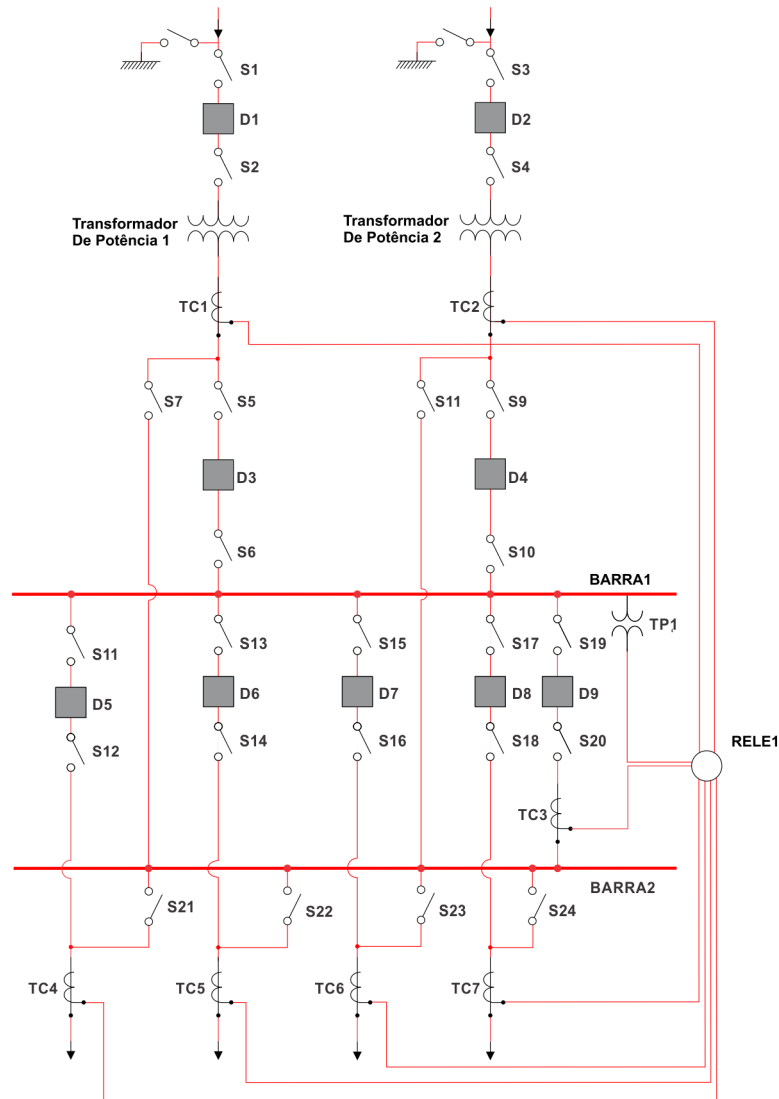 S1
S3
D1
D2
S2
S4
Transformador
De Potência 1
Transformador
De Potência 2
TC1
TC2
S7
S5
S11
S9
D3
D4
S6
S10
BARRA1
S11
S13
S15
S17
S19
TP1
D5
D6
D7
D8
D9
S12
S14
S16
S18
S20
RELE1
TC3
BARRA2
S21
S22
S23
S24
TC4
TC5
TC6
TC7